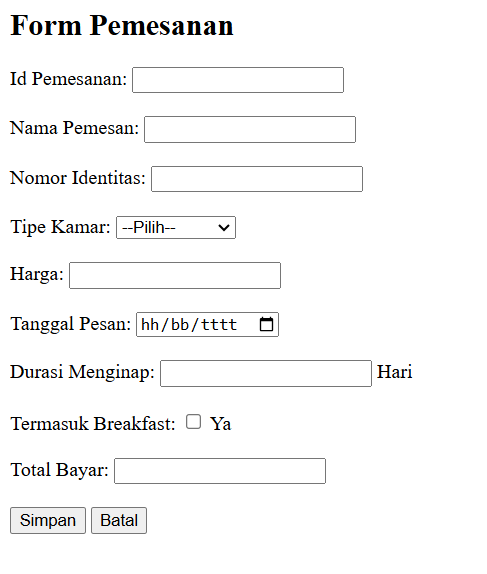 Form Pemesanan
Id Pemesanan:
Nama Pemesan:
Nomor Identitas:
Tipe Kamar: --Pilih--
Harga:
Tanggal Pesan: hh/bb/tttt
Durasi Menginap: Hari
Termasuk Breakfast: Ya
Total Bayar:
Simpan Batal